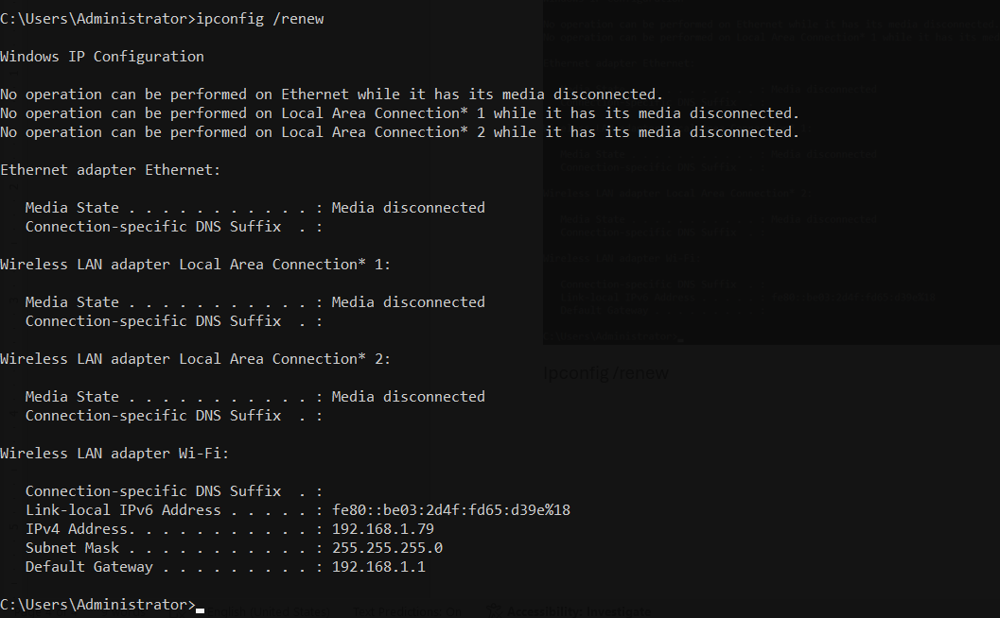 C:\Users\Administrator>ipconfig /renew
Windows IP Configuration
No operation can be performed on Ethernet while it has its media disconnected.
No operation can be performed on Local Area Connection* 1 while it has its media disconnected.
No operation can be performed on Local Area Connection* 2 while it has its media disconnected.
Ethernet adapter Ethernet:
Media State . . . . . . . . . . . : Media disconnected
Connection-specific DNS Suffix  . :
Wireless LAN adapter Local Area Connection* 1:
Media State . . . . . . . . . . . : Media disconnected
Connection-specific DNS Suffix  . :
Wireless LAN adapter Local Area Connection* 2:
Media State . . . . . . . . . . . : Media disconnected
Connection-specific DNS Suffix  . :
Wireless LAN adapter Wi-Fi:
Connection-specific DNS Suffix  . :
Link-local IPv6 Address . . . . . : fe80::be03:2d4f:fd65:d39e%18
IPv4 Address. . . . . . . . . . . : 192.168.1.79
Subnet Mask . . . . . . . . . . . : 255.255.255.0
Default Gateway . . . . . . . . . : 192.168.1.1
C:\Users\Administrator>
Ipconfig /renew